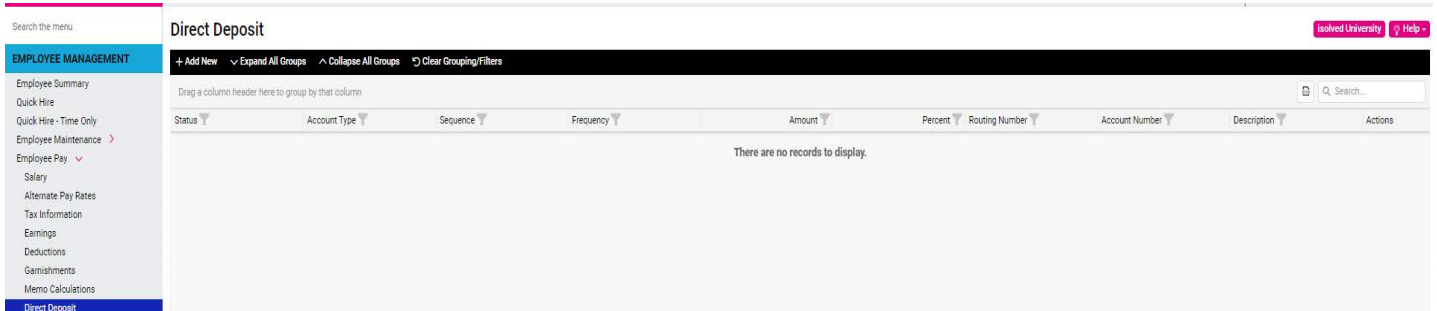 Search the menu
Direct Deposit
isolved University
Help
EMPLOYEE MANAGEMENT
+ Add New Expand All Groups Collapse All Groups Clear Grouping/Filters
Employee Summary
Drag a column header here to group by that column
Search...
Quick Hire
Quick Hire - Time Only
Status Account Type Sequence Frequency Amount Percent Routing Number Account Number Description Actions
Employee Maintenance
There are no records to display.
Employee Pay
Salary
Alternate Pay Rates
Tax Information
Earnings
Deductions
Garnishments
Memo Calculations
Direct Deposit